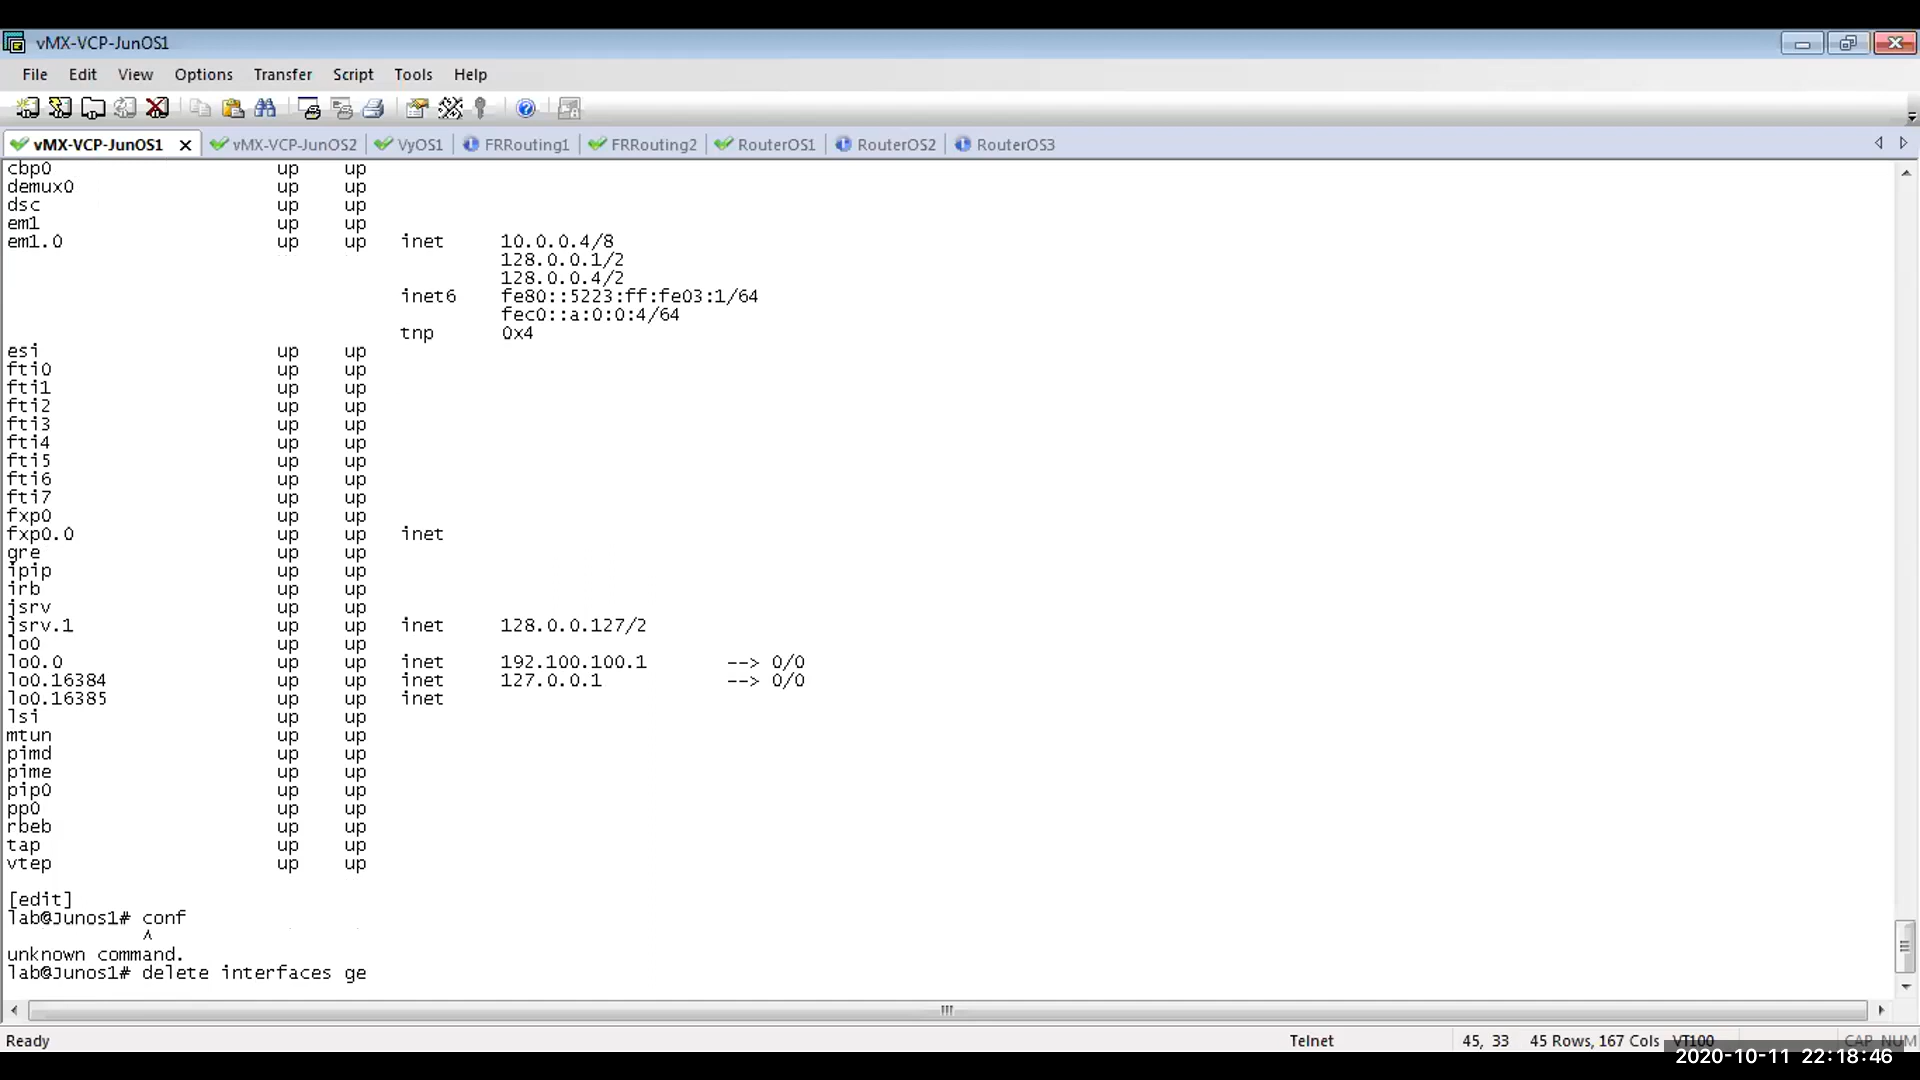 vMX-VCP-JunOS1
File Edit View Options Transfer Script Tools Help
vMX-VCP-JunOS1 vMX-VCP-JunOS2 VyOS1 FRRouting1 FRRouting2 RouterOS1 RouterOS2 RouterOS3
cbp0 up up
demux0 up up
dsc up up
em1 up up
em1.0 up up inet 10.0.0.4/8
128.0.0.1/2
128.0.0.4/2
inet6 fe80::5223:ff:fe03:1/64
fec0::a:0:0:4/64
tnp 0x4
esi up up
fti0 up up
fti1 up up
fti2 up up
fti3 up up
fti4 up up
fti5 up up
fti6 up up
fti7 up up
fxp0 up up
fxp0.0 up up inet
gre up up
ipip up up
irb up up
jsrv up up
jsrv.1 up up inet 128.0.0.127/2
lo0 up up
lo0.0 up up inet 192.100.100.1 --> 0/0
lo0.16384 up up inet 127.0.0.1 --> 0/0
lo0.16385 up up inet
lsi up up
mtun up up
pimd up up
pime up up
pip0 up up
pp0 up up
rbeb up up
tap up up
vtep up up
[edit]
lab@Junos1# conf
^
unknown command.
lab@Junos1# delete interfaces ge
Ready Telnet 45, 33 45 Rows, 167 Cols VT100 CAP NUM
2020-10-11 22:18:46